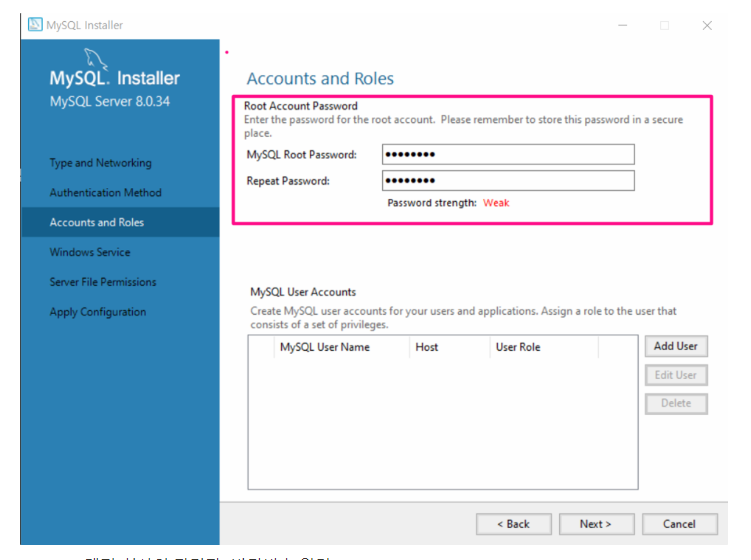 MySQL Installer
MySQL. Installer
MySQL Server 8.0.34
Type and Networking
Authentication Method
Accounts and Roles
Windows Service
Server File Permissions
Apply Configuration
Accounts and Roles
Root Account Password
Enter the password for the root account. Please remember to store this password in a secure
place.
MySQL Root Password:
Repeat Password:
Password strength: Weak
MySQL User Accounts
Create MySQL user accounts for your users and applications. Assign a role to the user that
consists of a set of privileges.
MySQL User Name Host User Role
Add User
Edit User
Delete
< Back Next > Cancel